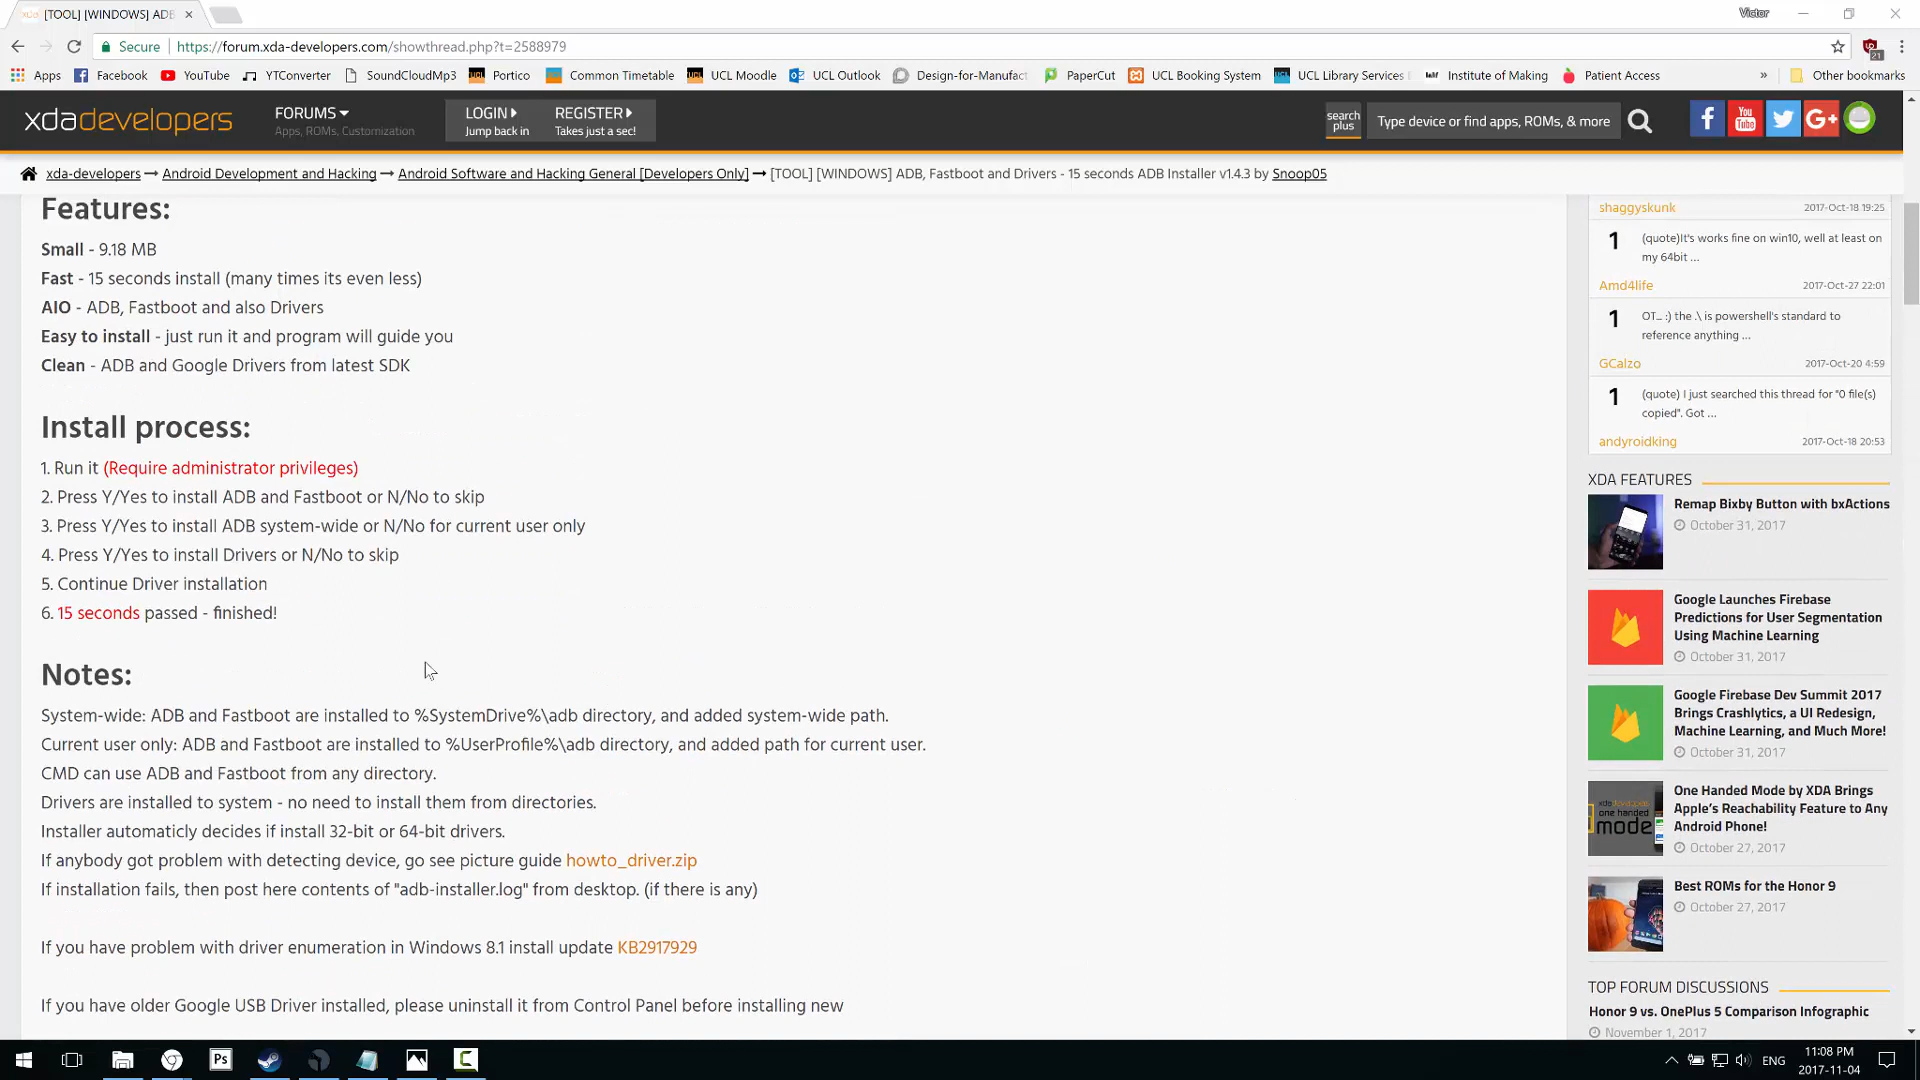 [TOOL] [WINDOWS] ADB
Victor
Secure
https://forum.xda-developers.com/showthread.php?t=2588979
21
Apps
Facebook
YouTube
YTConverter
SoundCloudMp3
Portico
Common Timetable
UCL Moodle
UCL Outlook
Design-for-Manufact
PaperCut
UCL Booking System
UCL Library Services
Institute of Making
Patient Access
»
Other bookmarks
xdadevelopers
FORUMS
Apps, ROMs, Customization
LOGIN
Jump back in
REGISTER
Takes just a sec!
search plus
Type device or find apps, ROMs, & more
xda-developers → Android Development and Hacking → Android Software and Hacking General [Developers Only] → [TOOL] [WINDOWS] ADB, Fastboot and Drivers - 15 seconds ADB Installer v1.4.3 by Snoop05
Features:
Small - 9.18 MB
Fast - 15 seconds install (many times its even less)
AIO - ADB, Fastboot and also Drivers
Easy to install - just run it and program will guide you
Clean - ADB and Google Drivers from latest SDK
Install process:
1. Run it (Require administrator privileges)
2. Press Y/Yes to install ADB and Fastboot or N/No to skip
3. Press Y/Yes to install ADB system-wide or N/No for current user only
4. Press Y/Yes to install Drivers or N/No to skip
5. Continue Driver installation
6. 15 seconds passed - finished!
Notes:
System-wide: ADB and Fastboot are installed to %SystemDrive%\adb directory, and added system-wide path.
Current user only: ADB and Fastboot are installed to %UserProfile%\adb directory, and added path for current user.
CMD can use ADB and Fastboot from any directory.
Drivers are installed to system - no need to install them from directories.
Installer automaticly decides if install 32-bit or 64-bit drivers.
If anybody got problem with detecting device, go see picture guide howto_driver.zip
If installation fails, then post here contents of "adb-installer.log" from desktop. (if there is any)
If you have problem with driver enumeration in Windows 8.1 install update KB2917929
If you have older Google USB Driver installed, please uninstall it from Control Panel before installing new
shaggyskunk 2017-Oct-18 19:25
1 (quote)It's works fine on win10, well at least on
my 64bit ...
Amd4life 2017-Oct-27 22:01
1 OT... :) the .\ is powershell's standard to
reference anything ...
GCalzo 2017-Oct-20 4:59
1 (quote) I just searched this thread for "0 file(s)
copied". Got ...
andyroidking 2017-Oct-18 20:53
XDA FEATURES
Remap Bixby Button with bxActions
October 31, 2017
Google Launches Firebase
Predictions for User Segmentation
Using Machine Learning
October 31, 2017
Google Firebase Dev Summit 2017
Brings Crashlytics, a UI Redesign,
Machine Learning, and Much More!
October 31, 2017
One Handed Mode by XDA Brings
Apple's Reachability Feature to Any
Android Phone!
October 27, 2017
Best ROMs for the Honor 9
October 27, 2017
TOP FORUM DISCUSSIONS
Honor 9 vs. OnePlus 5 Comparison Infographic
November 1, 2017
ENG
11:08 PM
2017-11-04